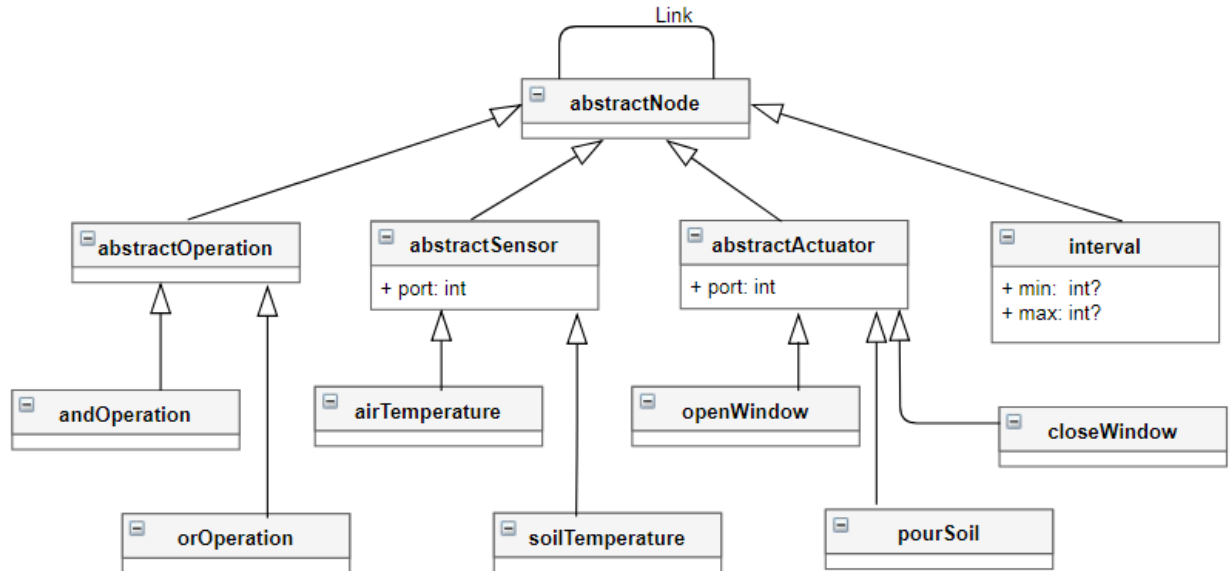 Link
abstractNode
abstractOperation
abstractSensor
+ port: int
abstractActuator
+ port: int
interval
+ min: int?
+ max: int?
andOperation
airTemperature
openWindow
closeWindow
orOperation
soilTemperature
pourSoil